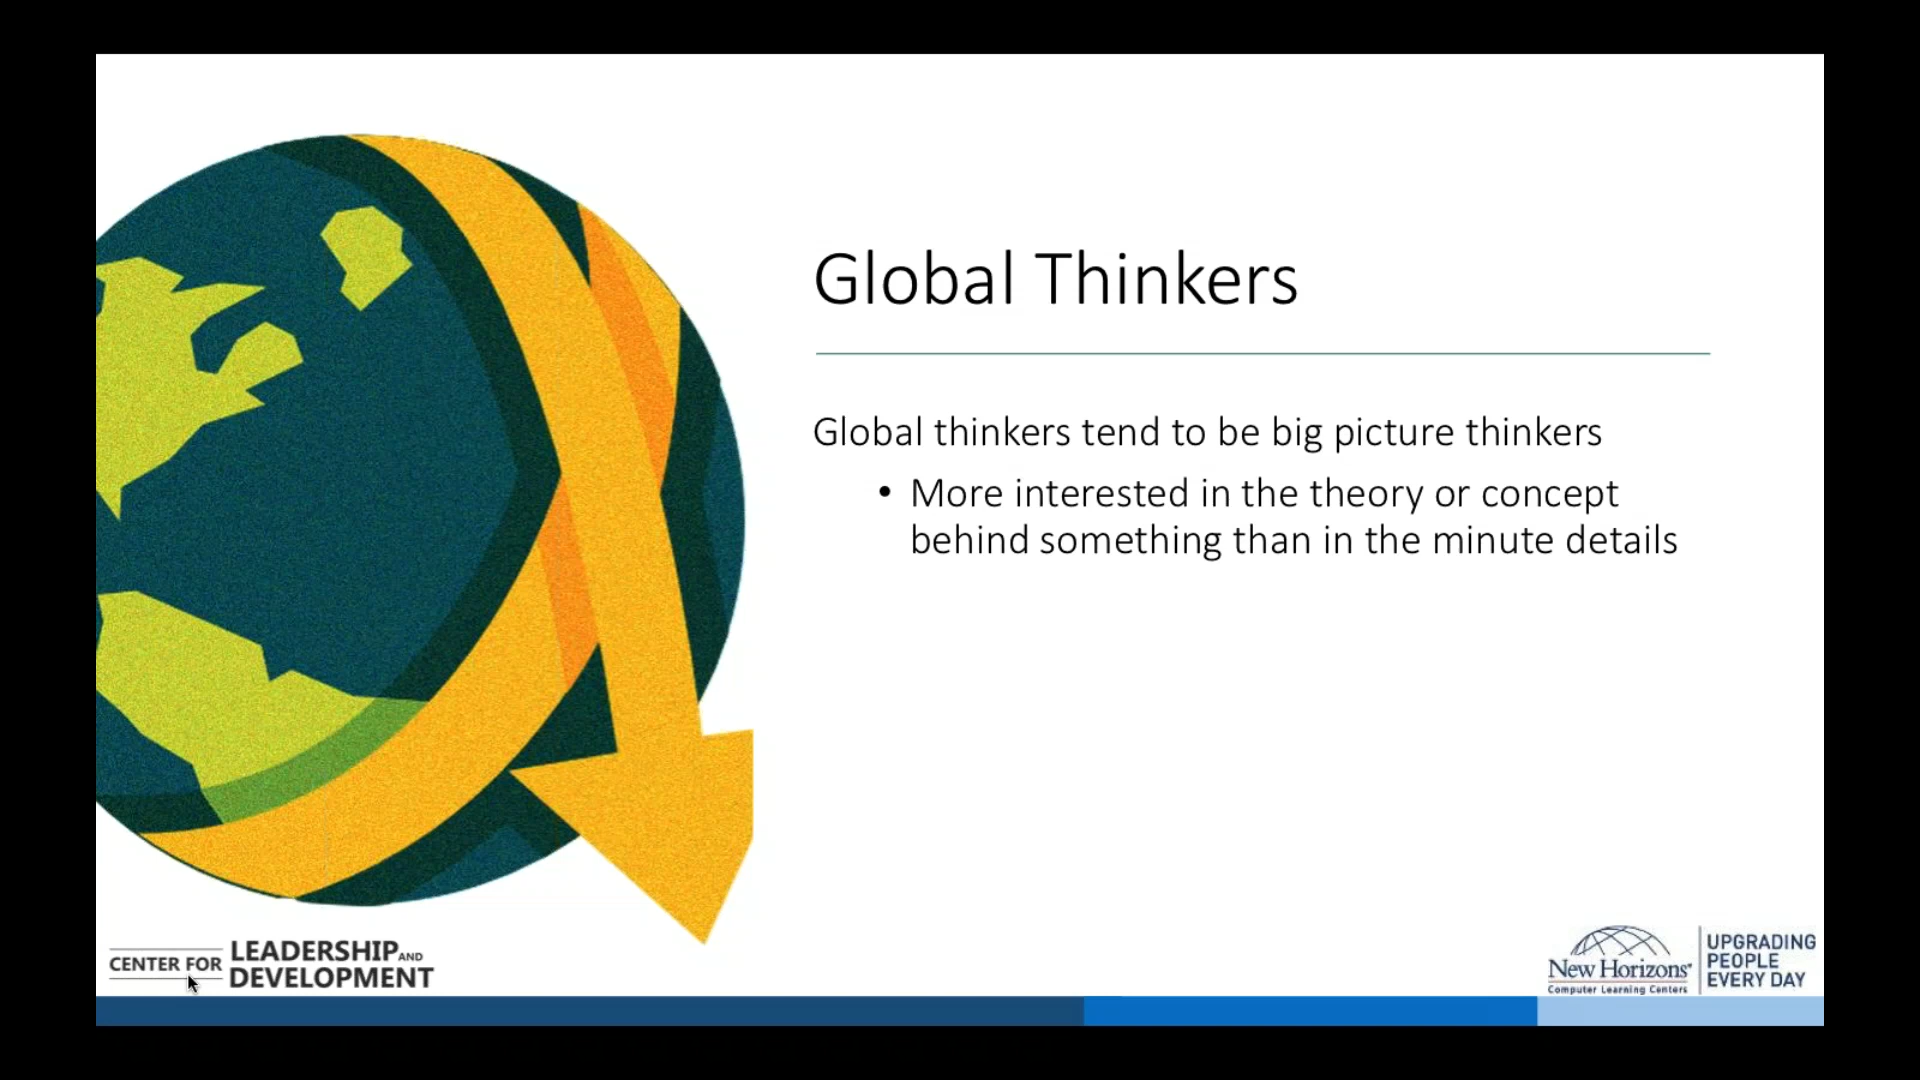 Global Thinkers
Global thinkers tend to be big picture thinkers
• More interested in the theory or concept
behind something than in the minute details
CENTER FOR LEADERSHIP AND
DEVELOPMENT
New Horizons®
Computer Learning Centers
UPGRADING
PEOPLE
EVERY DAY